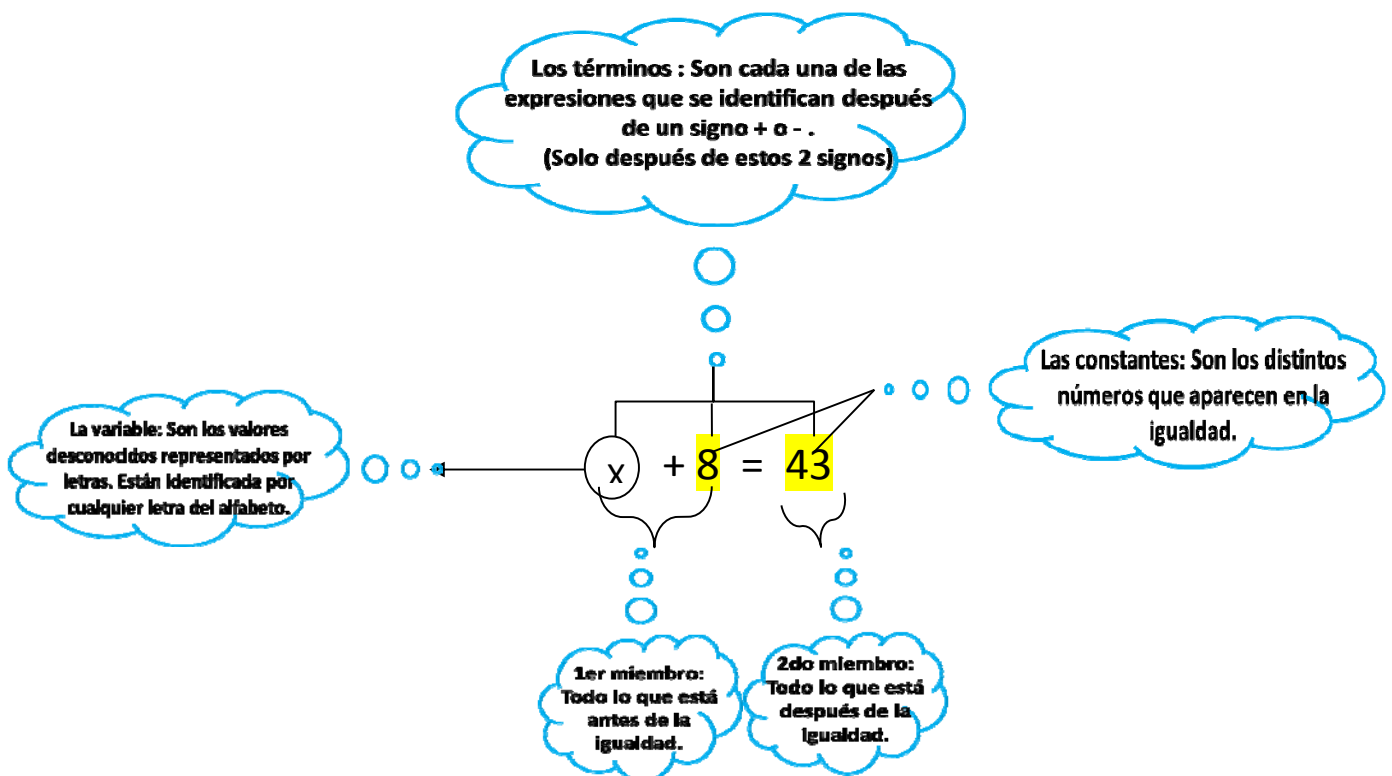 Los términos : Son cada una de las
expresiones que se identifican después
de un signo + o - .
(Solo después de estos 2 signos)
Las constantes: Son los distintos
números que aparecen en la
igualdad.
La variable: Son los valores
desconocidos representados por
letras. Están identificada por
cualquier letra del alfabeto.
x + 8 = 43
1er miembro:
Todo lo que está
antes de la
igualdad.
2do miembro:
Todo lo que está
después de la
igualdad.